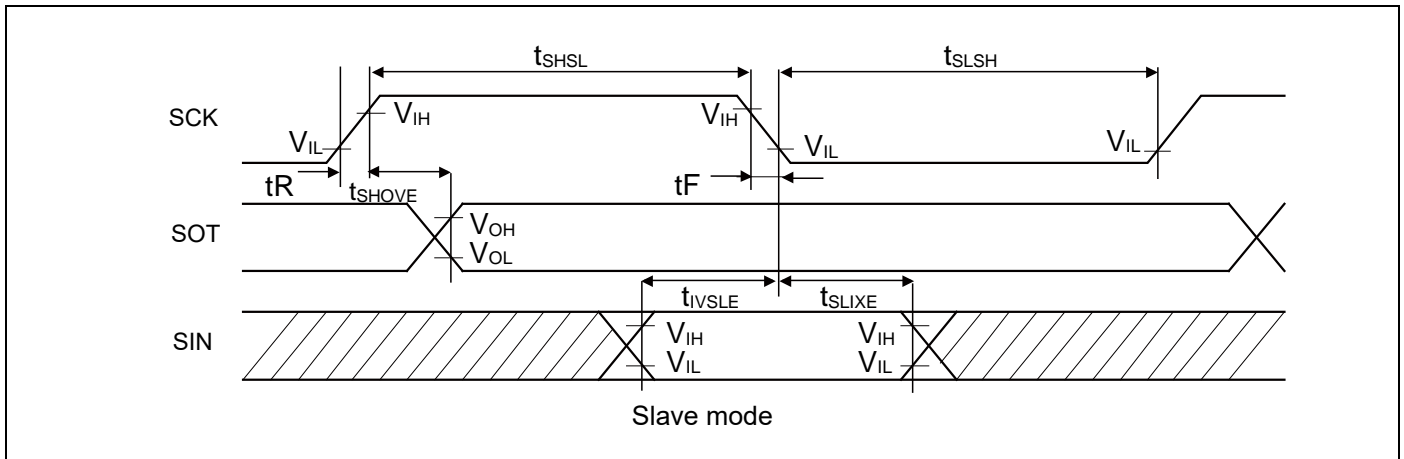 tSHSL tSLSH
SCK VIH VIH
VIL VIL VIL
tR tSHOVE tF
SOT VOH
VOL
tIVSLE tSLIXE
SIN VIH VIH
VIL VIL
Slave mode